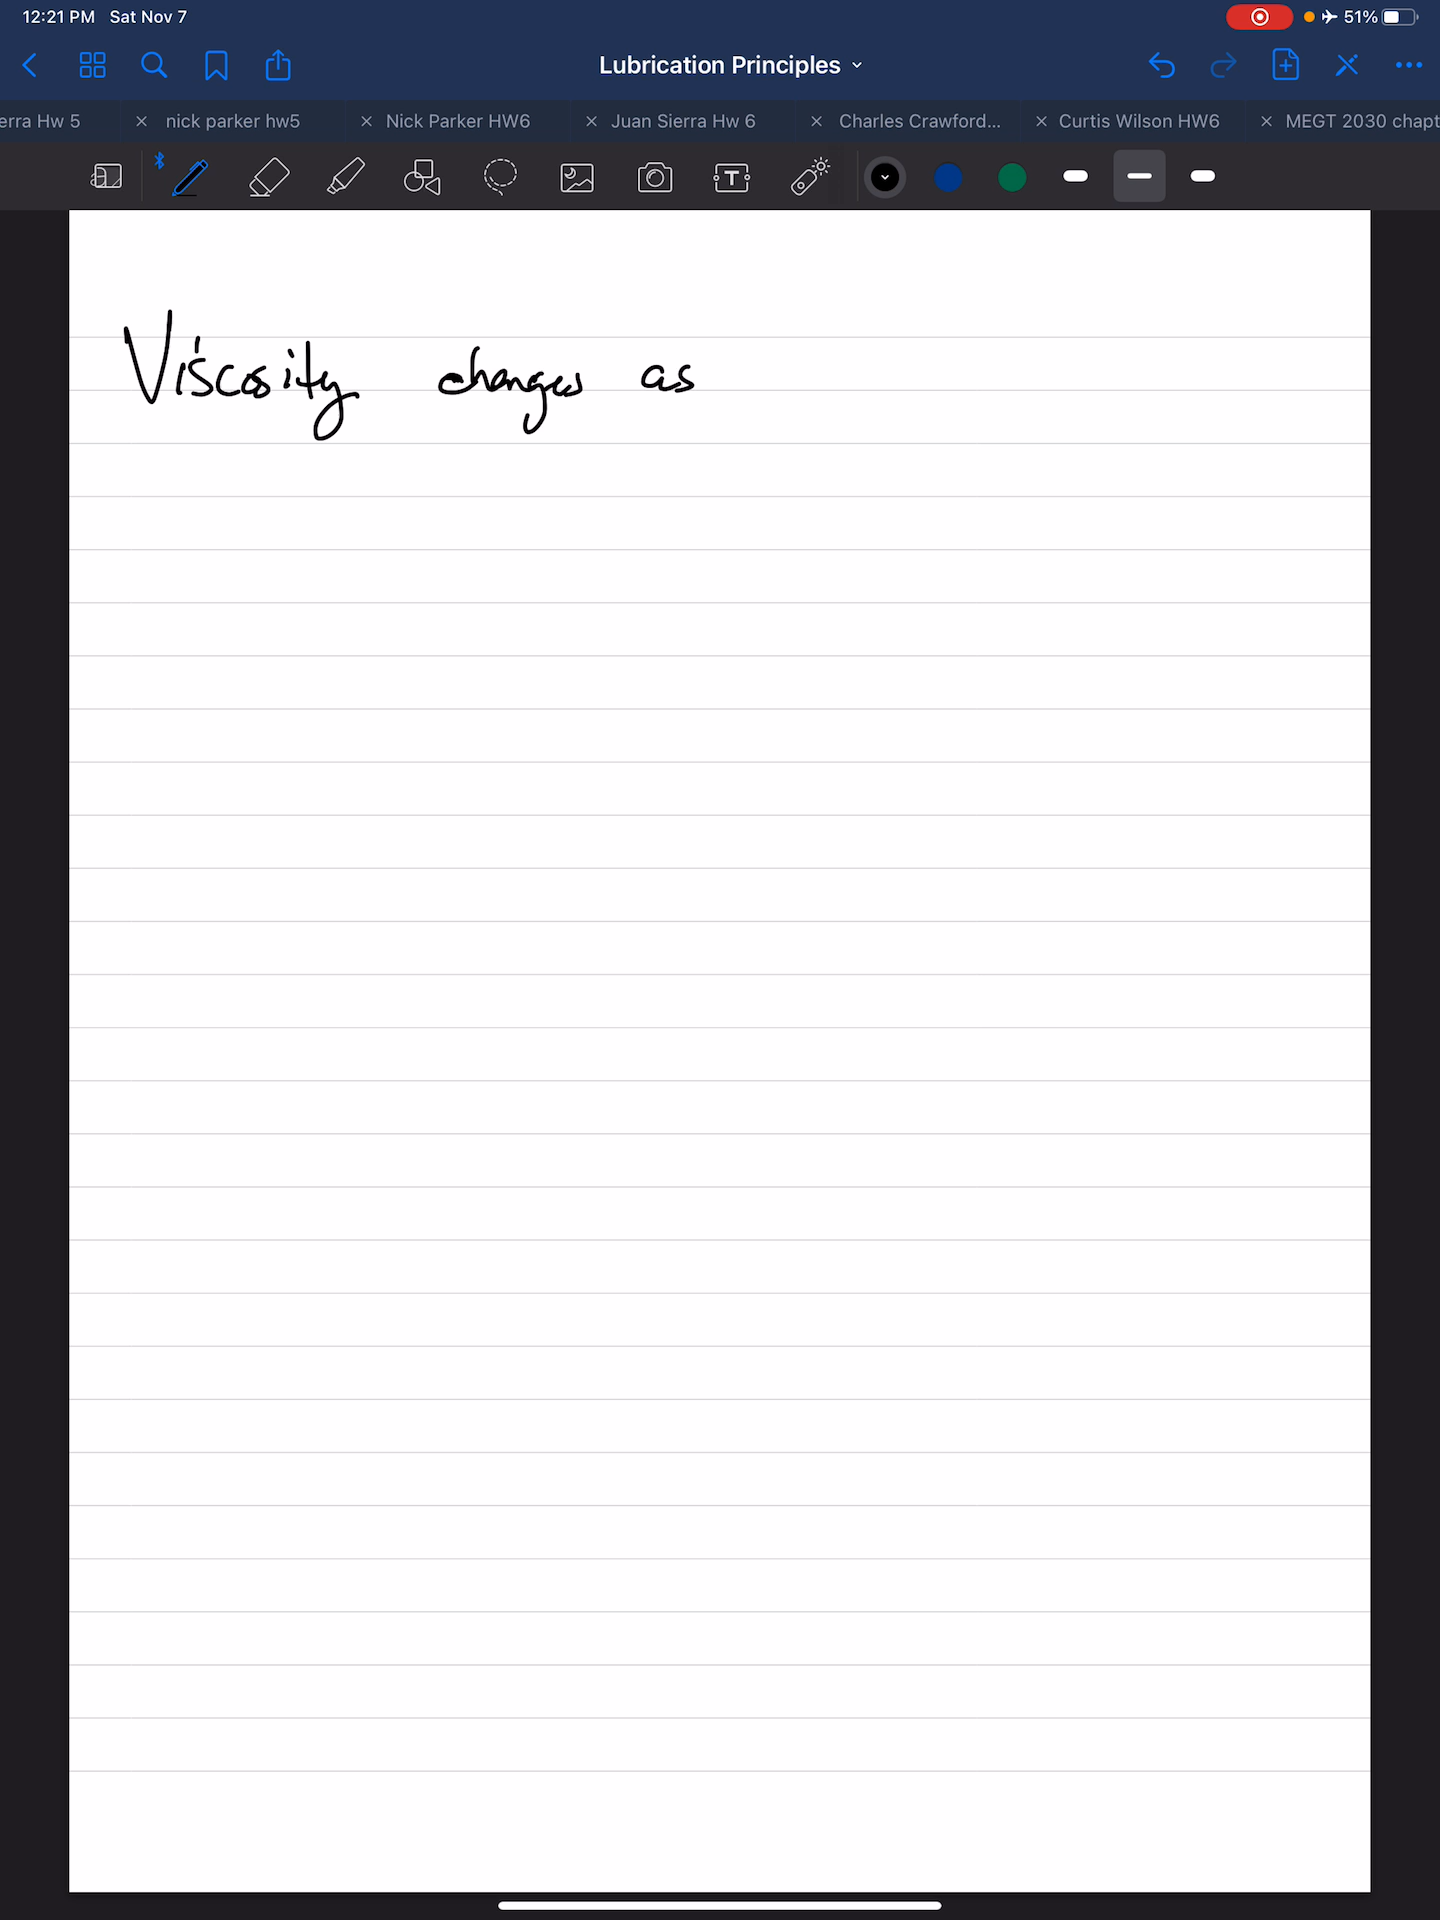 12:21 PM Sat Nov 7
51%
Lubrication Principles
erra Hw 5
nick parker hw5
Nick Parker HW6
Juan Sierra Hw 6
Charles Crawford...
Curtis Wilson HW6
MEGT 2030 chapt
T
Viscosity changes as